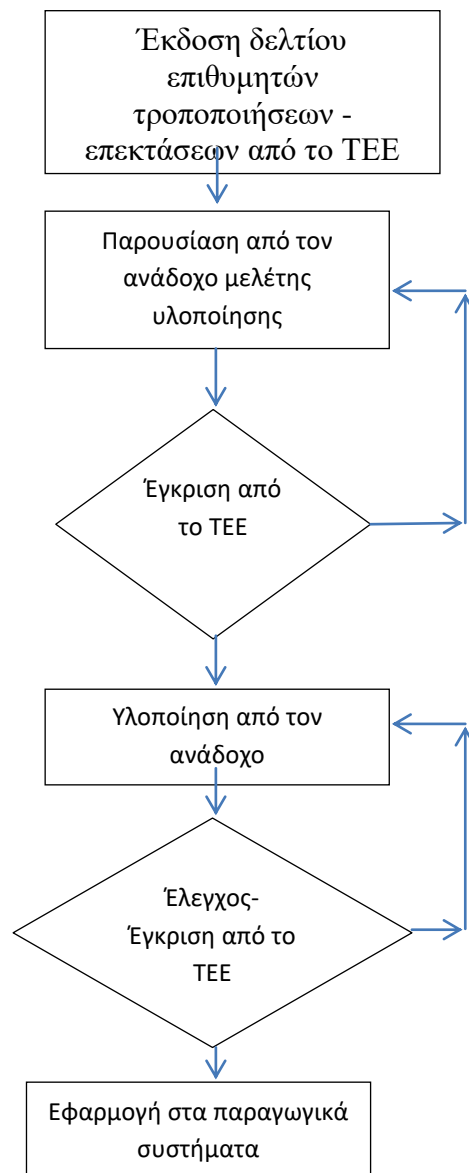 Έκδοση δελτίου
επιθυμητών
τροποποιήσεων -
επεκτάσεων από το ΤΕΕ
Παρουσίαση από τον
ανάδοχο μελέτης
υλοποίησης
Έγκριση από
το ΤΕΕ
Υλοποίηση από τον
ανάδοχο
Έλεγχος-
Έγκριση από το
ΤΕΕ
Εφαρμογή στα παραγωγικά
συστήματα